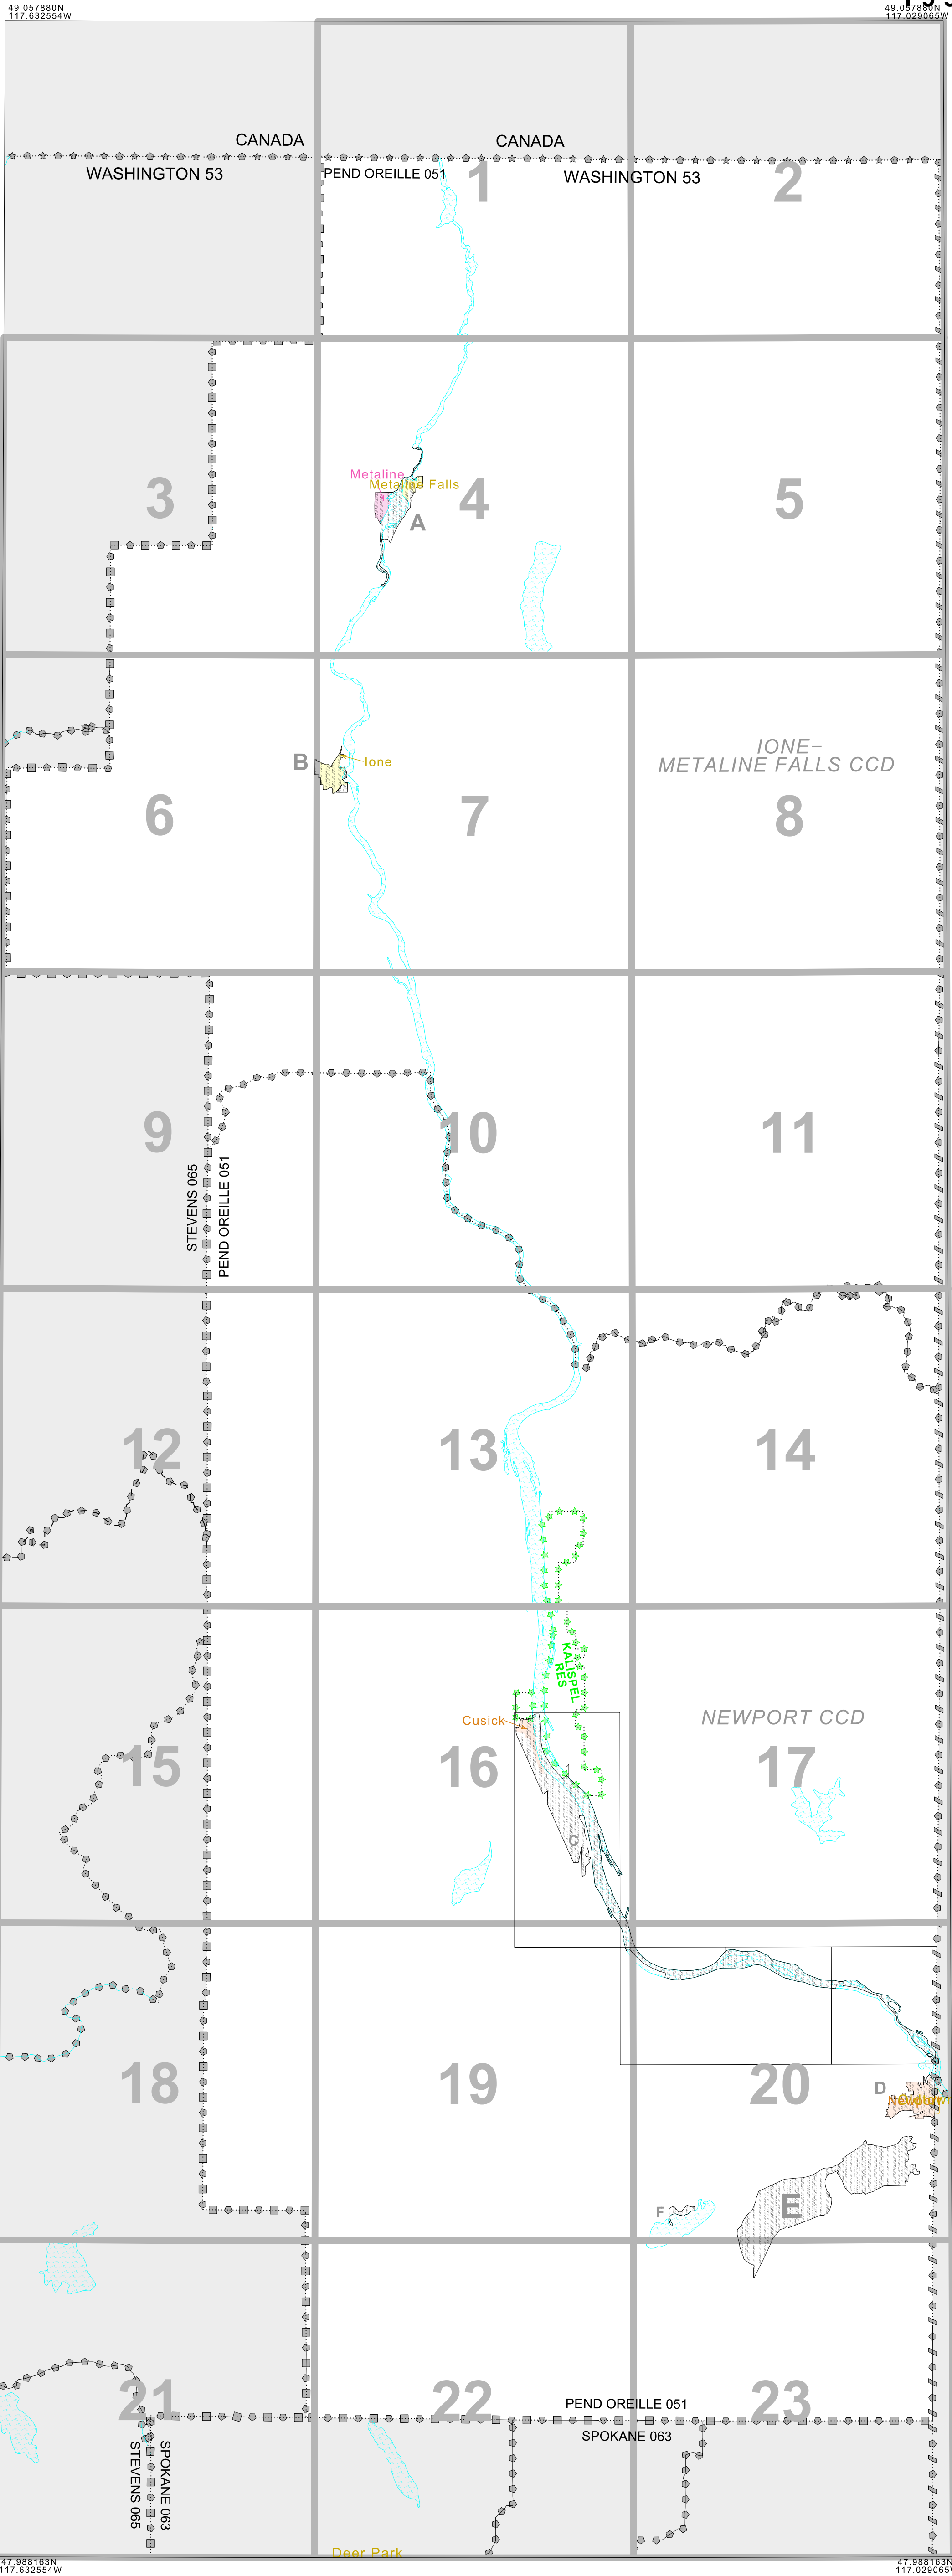 49.057880N
117.632554W
49.057880N
117.029065W
CANADA
CANADA
WASHINGTON 53
PEND OREILLE 051
WASHINGTON 53
1
2
3
Metaline
Metaline Falls
4
A
5
IONE–
METALINE FALLS CCD
B
Ione
6
7
8
9
STEVENS 065
PEND OREILLE 051
10
11
12
13
14
KALISPEL
RES
Cusick
NEWPORT CCD
15
16
17
C
18
19
20
D
Newport
E
F
21
22
23
PEND OREILLE 051
SPOKANE 063
STEVENS 065
SPOKANE 063
Deer Park
47.988163N
117.632554W
47.988163N
117.029065W